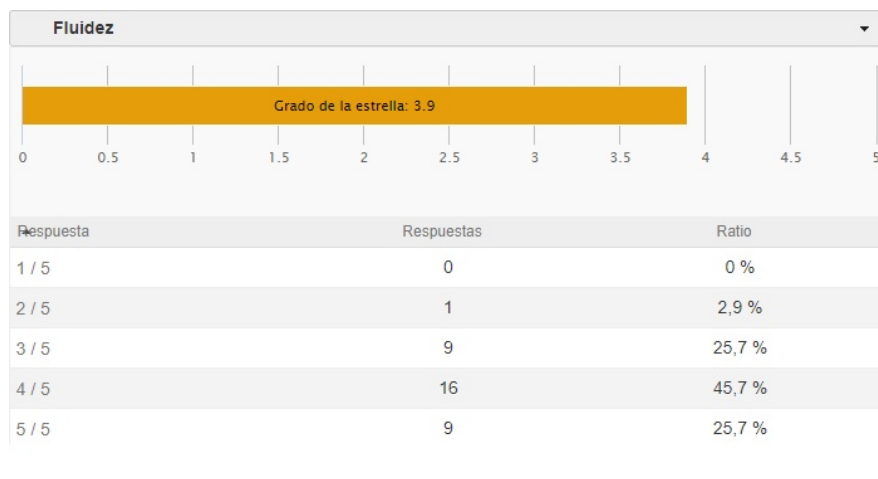 Fluidez
Grado de la estrella: 3.9
0 0.5 1 1.5 2 2.5 3 3.5 4 4.5 5
Respuesta Respuestas Ratio
1 / 5 0 0 %
2 / 5 1 2,9 %
3 / 5 9 25,7 %
4 / 5 16 45,7 %
5 / 5 9 25,7 %